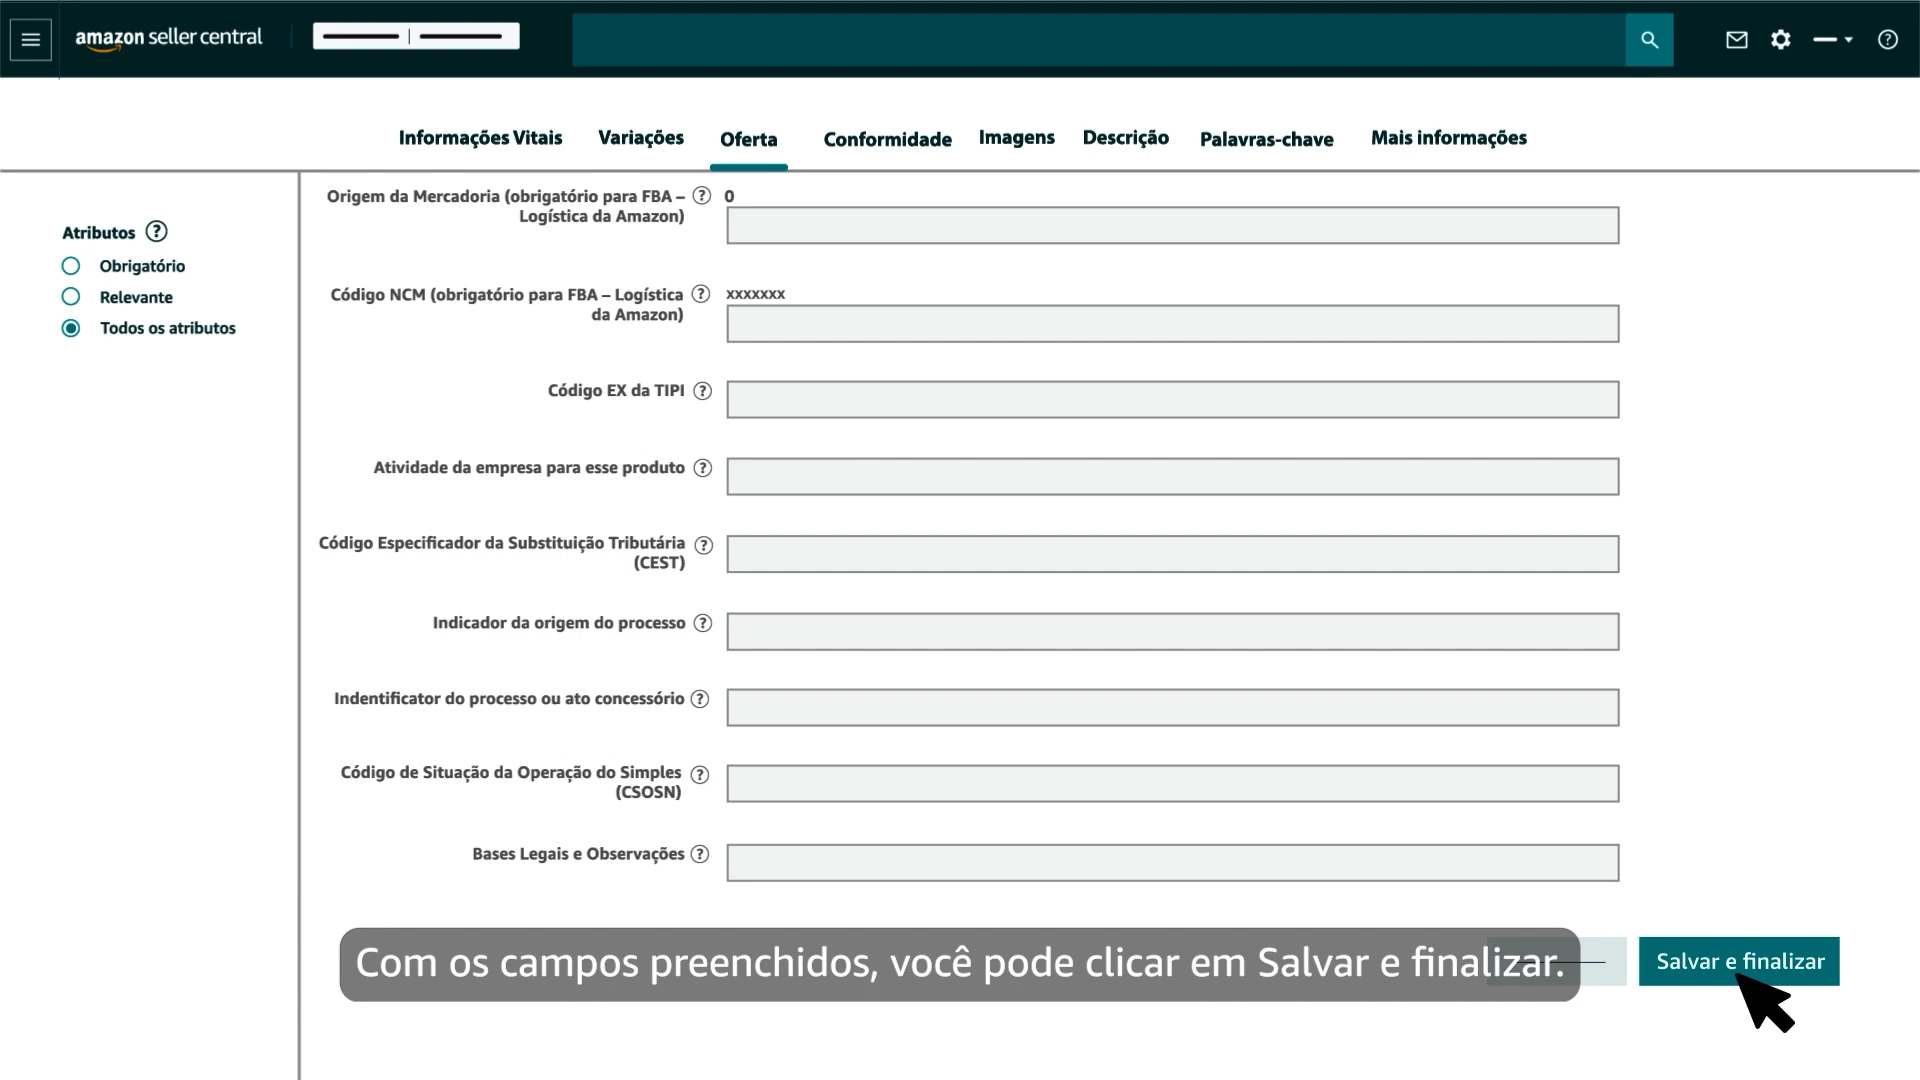 amazon seller central
Informações Vitais Variações Oferta Conformidade Imagens Descrição Palavras-chave Mais informações
Atributos ?
Obrigatório
Relevante
Todos os atributos
Origem da Mercadoria (obrigatório para FBA – ? 0
Logística da Amazon)
Código NCM (obrigatório para FBA – Logística ? xxxxxxx
da Amazon)
Código EX da TIPI ?
Atividade da empresa para esse produto ?
Código Especificador da Substituição Tributária ?
(CEST)
Indicador da origem do processo ?
Indentificator do processo ou ato concessório ?
Código de Situação da Operação do Simples ?
(CSOSN)
Bases Legais e Observações ?
Com os campos preenchidos, você pode clicar em Salvar e finalizar.
Salvar e finalizar